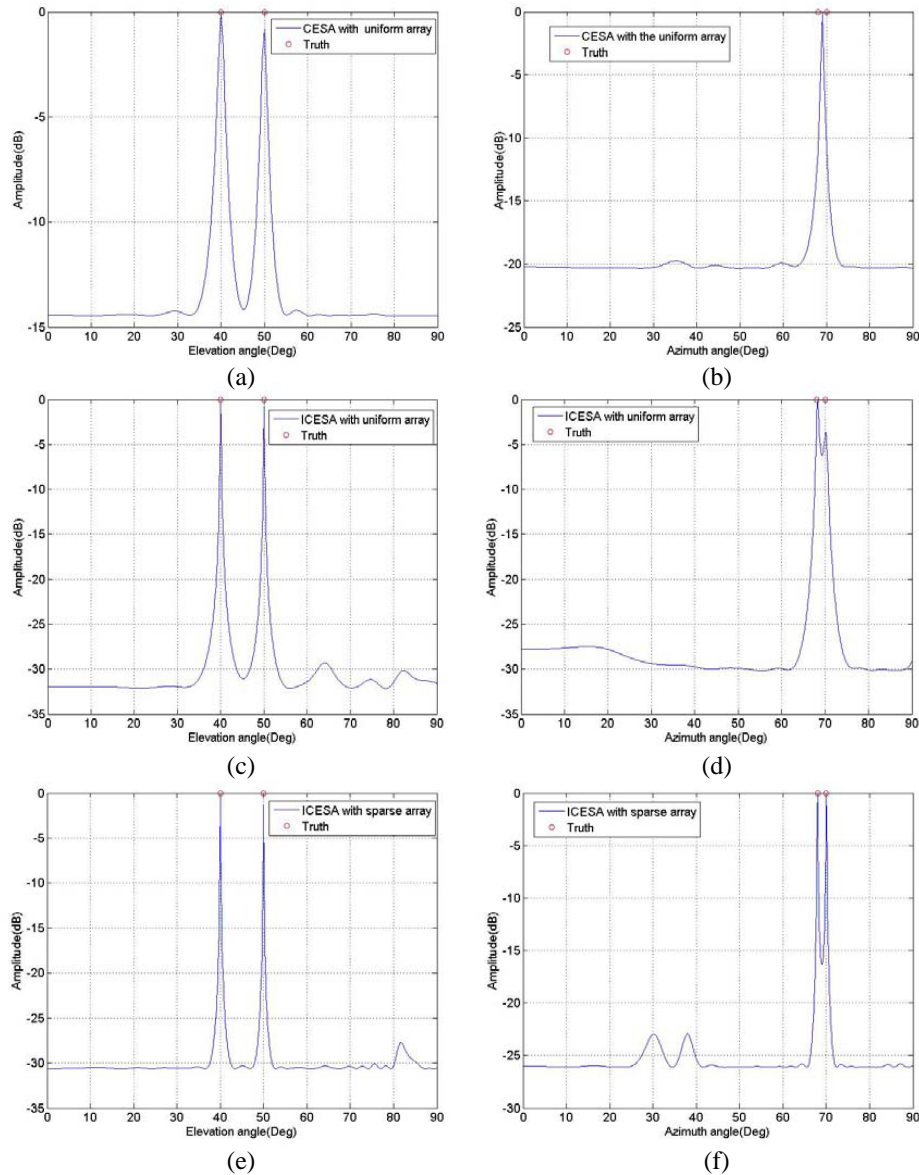 0
-5
-10
-15
Amplitude(dB)
CESA with uniform array
Truth
0 10 20 30 40 50 60 70 80 90
Elevation angle(Deg)
(a)
0
-5
-10
-15
-20
-25
Amplitude(dB)
CESA with the uniform array
Truth
0 10 20 30 40 50 60 70 80 90
Azimuth angle(Deg)
(b)
0
-5
-10
-15
-20
-25
-30
-35
Amplitude(dB)
ICESA with uniform array
Truth
0 10 20 30 40 50 60 70 80 90
Elevation angle(Deg)
(c)
0
-5
-10
-15
-20
-25
-30
-35
Amplitude(dB)
ICESA with uniform array
Truth
0 10 20 30 40 50 60 70 80 90
Azimuth angle(Deg)
(d)
0
-5
-10
-15
-20
-25
-30
-35
Amplitude(dB)
ICESA with sparse array
Truth
0 10 20 30 40 50 60 70 80 90
Elevation angle(Deg)
(e)
0
-5
-10
-15
-20
-25
-30
Amplitude(dB)
ICESA with sparse array
Truth
0 10 20 30 40 50 60 70 80 90
Azimuth angle(Deg)
(f)